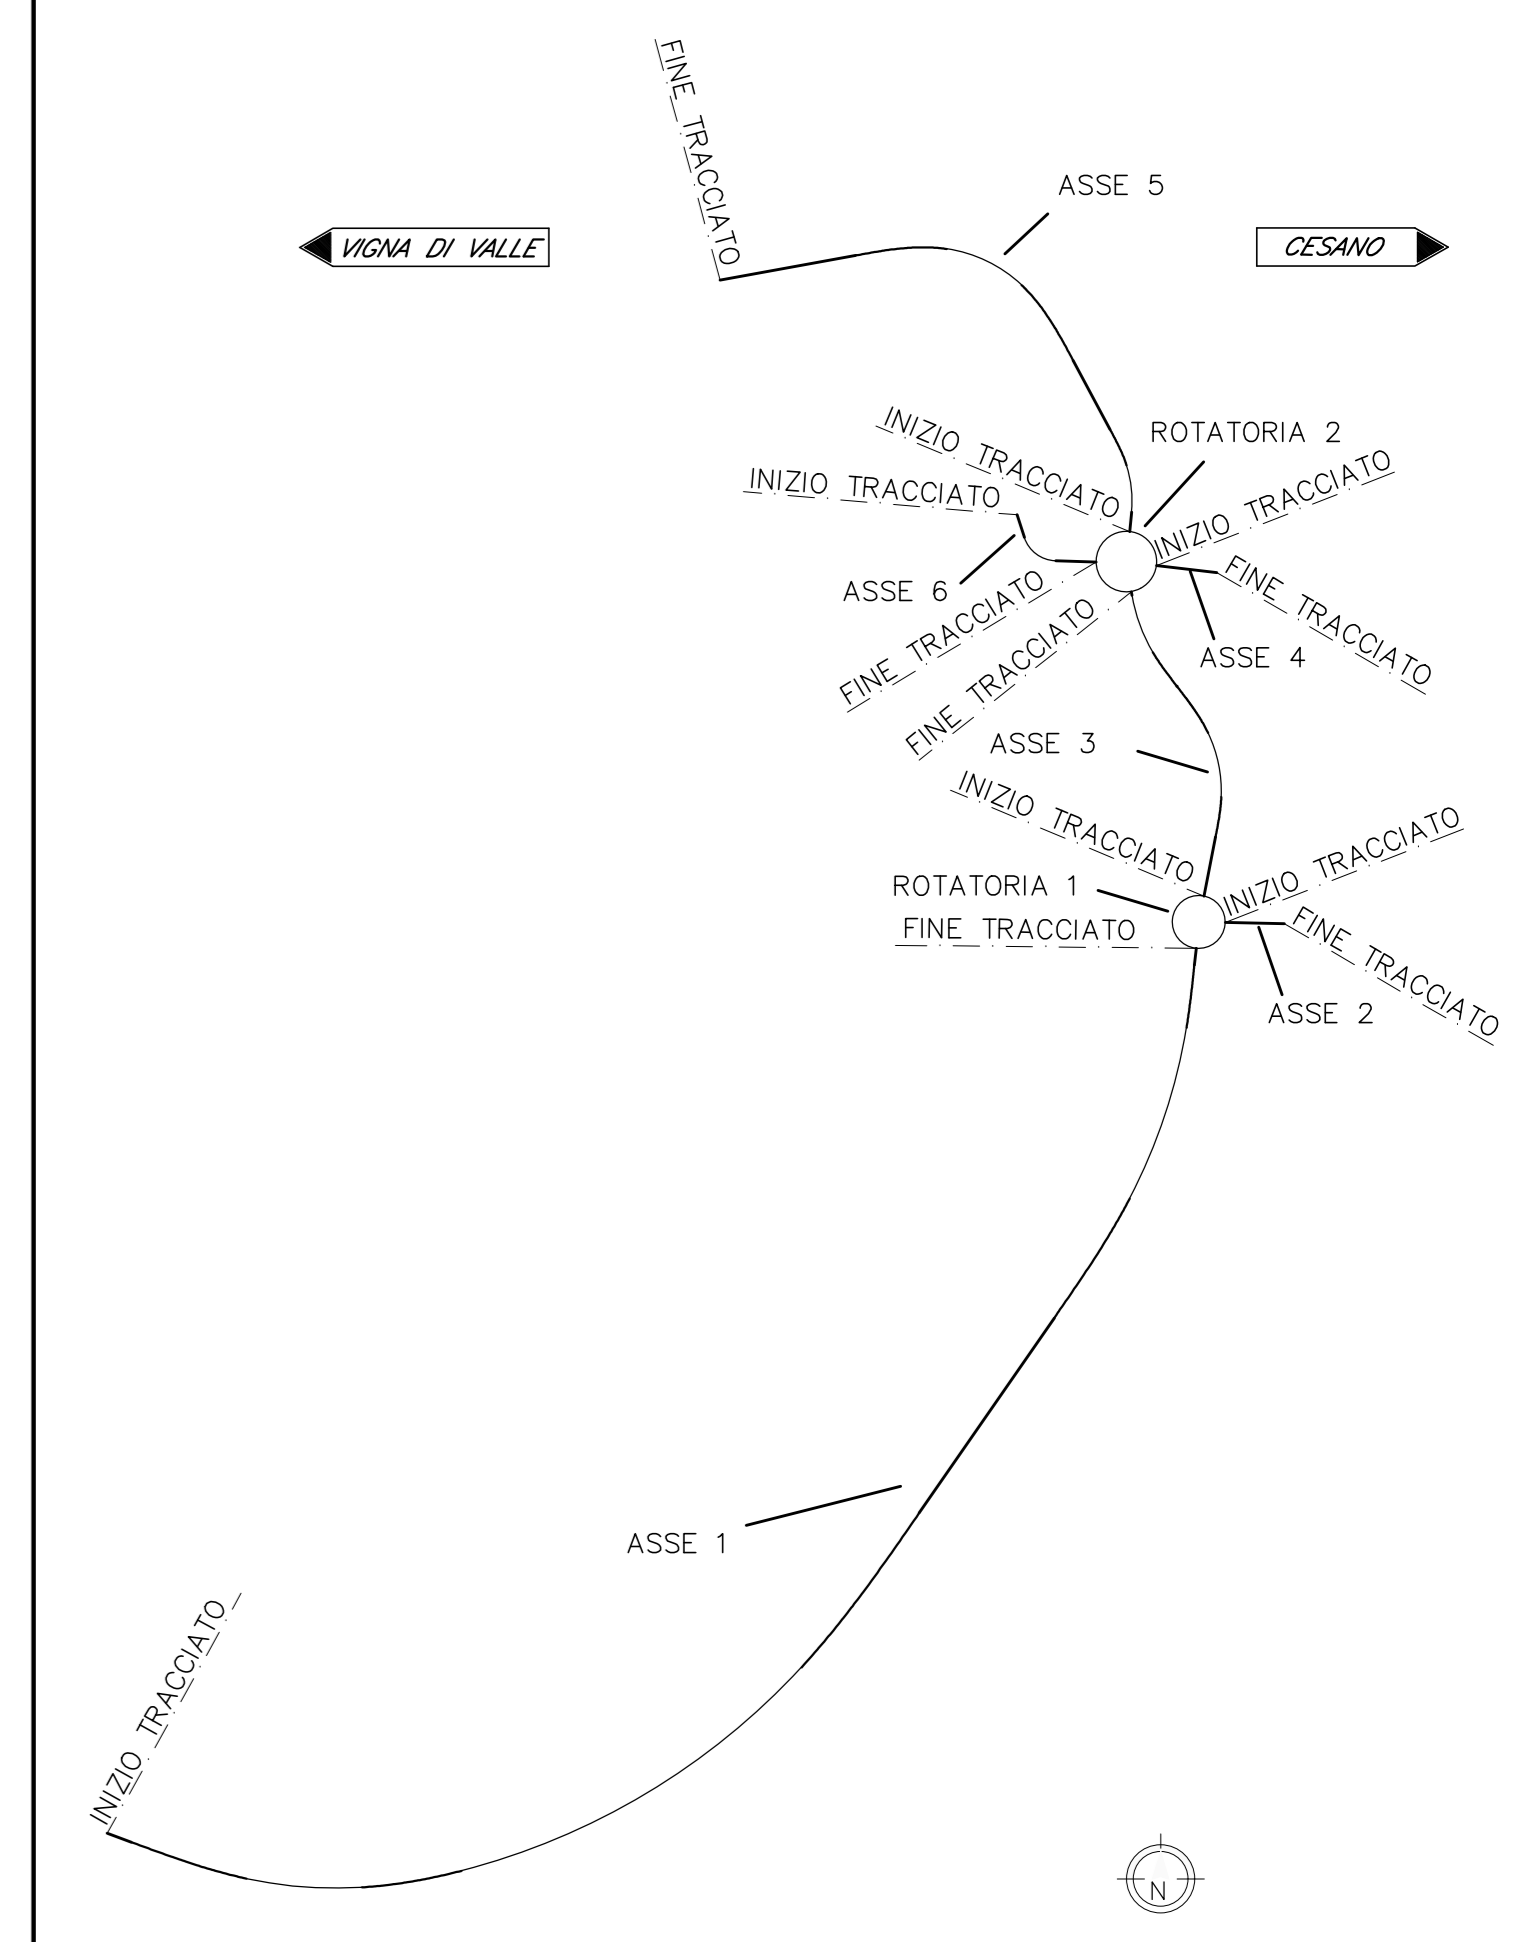 FINE TRACCIATO
ASSE 5
VIGNA DI VALLE
CESANO
INIZIO TRACCIATO
ROTATORIA 2
INIZIO TRACCIATO
INIZIO TRACCIATO
FINE TRACCIATO
ASSE 6
FINE TRACCIATO
ASSE 4
FINE TRACCIATO
ASSE 3
INIZIO TRACCIATO
INIZIO TRACCIATO
ROTATORIA 1
FINE TRACCIATO
FINE TRACCIATO
ASSE 2
ASSE 1
INIZIO TRACCIATO
N